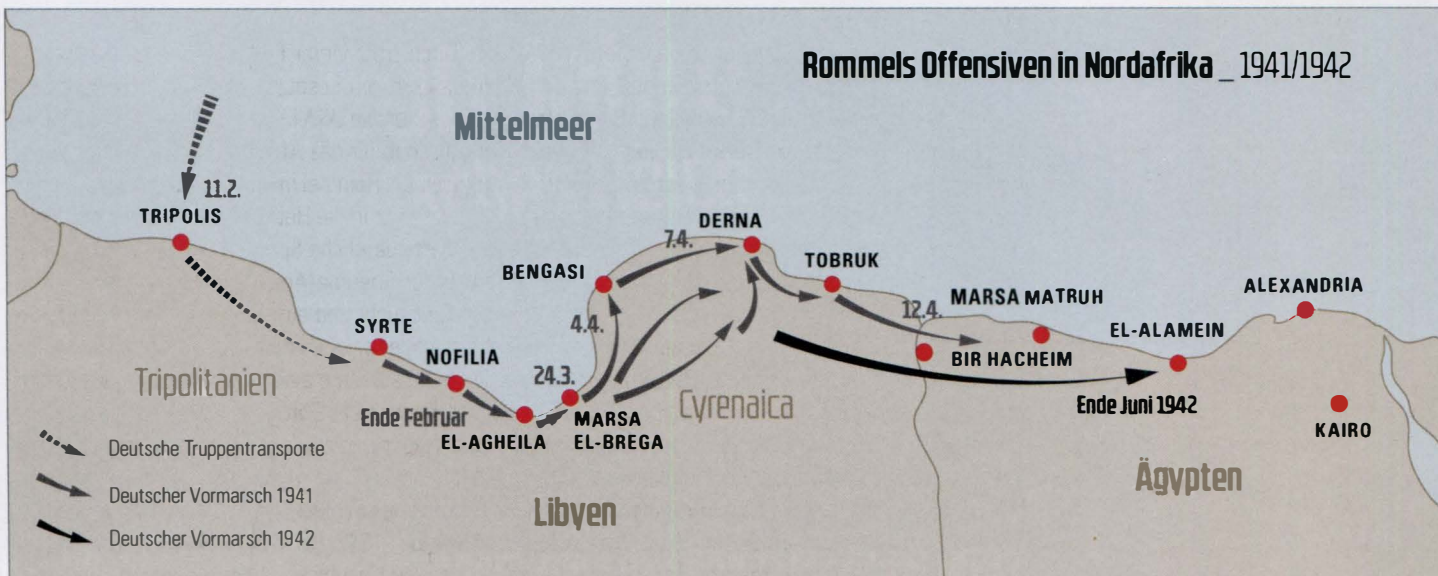 Rommels Offensiven in Nordafrika _ 1941/1942
Mittelmeer
11.2.
TRIPOLIS
SYRTE
NOFILIA
Ende Februar
EL-AGHEILA
24.3.
MARSA
EL-BREGA
4.4.
BENGASI
7.4.
DERNA
TOBRUK
12.4.
BIR HACHEIM
MARSA MATRUH
EL-ALAMEIN
Ende Juni 1942
ALEXANDRIA
KAIRO
Tripolitanien
Cyrenaica
Libyen
Ägypten
Deutsche Truppentransporte
Deutscher Vormarsch 1941
Deutscher Vormarsch 1942